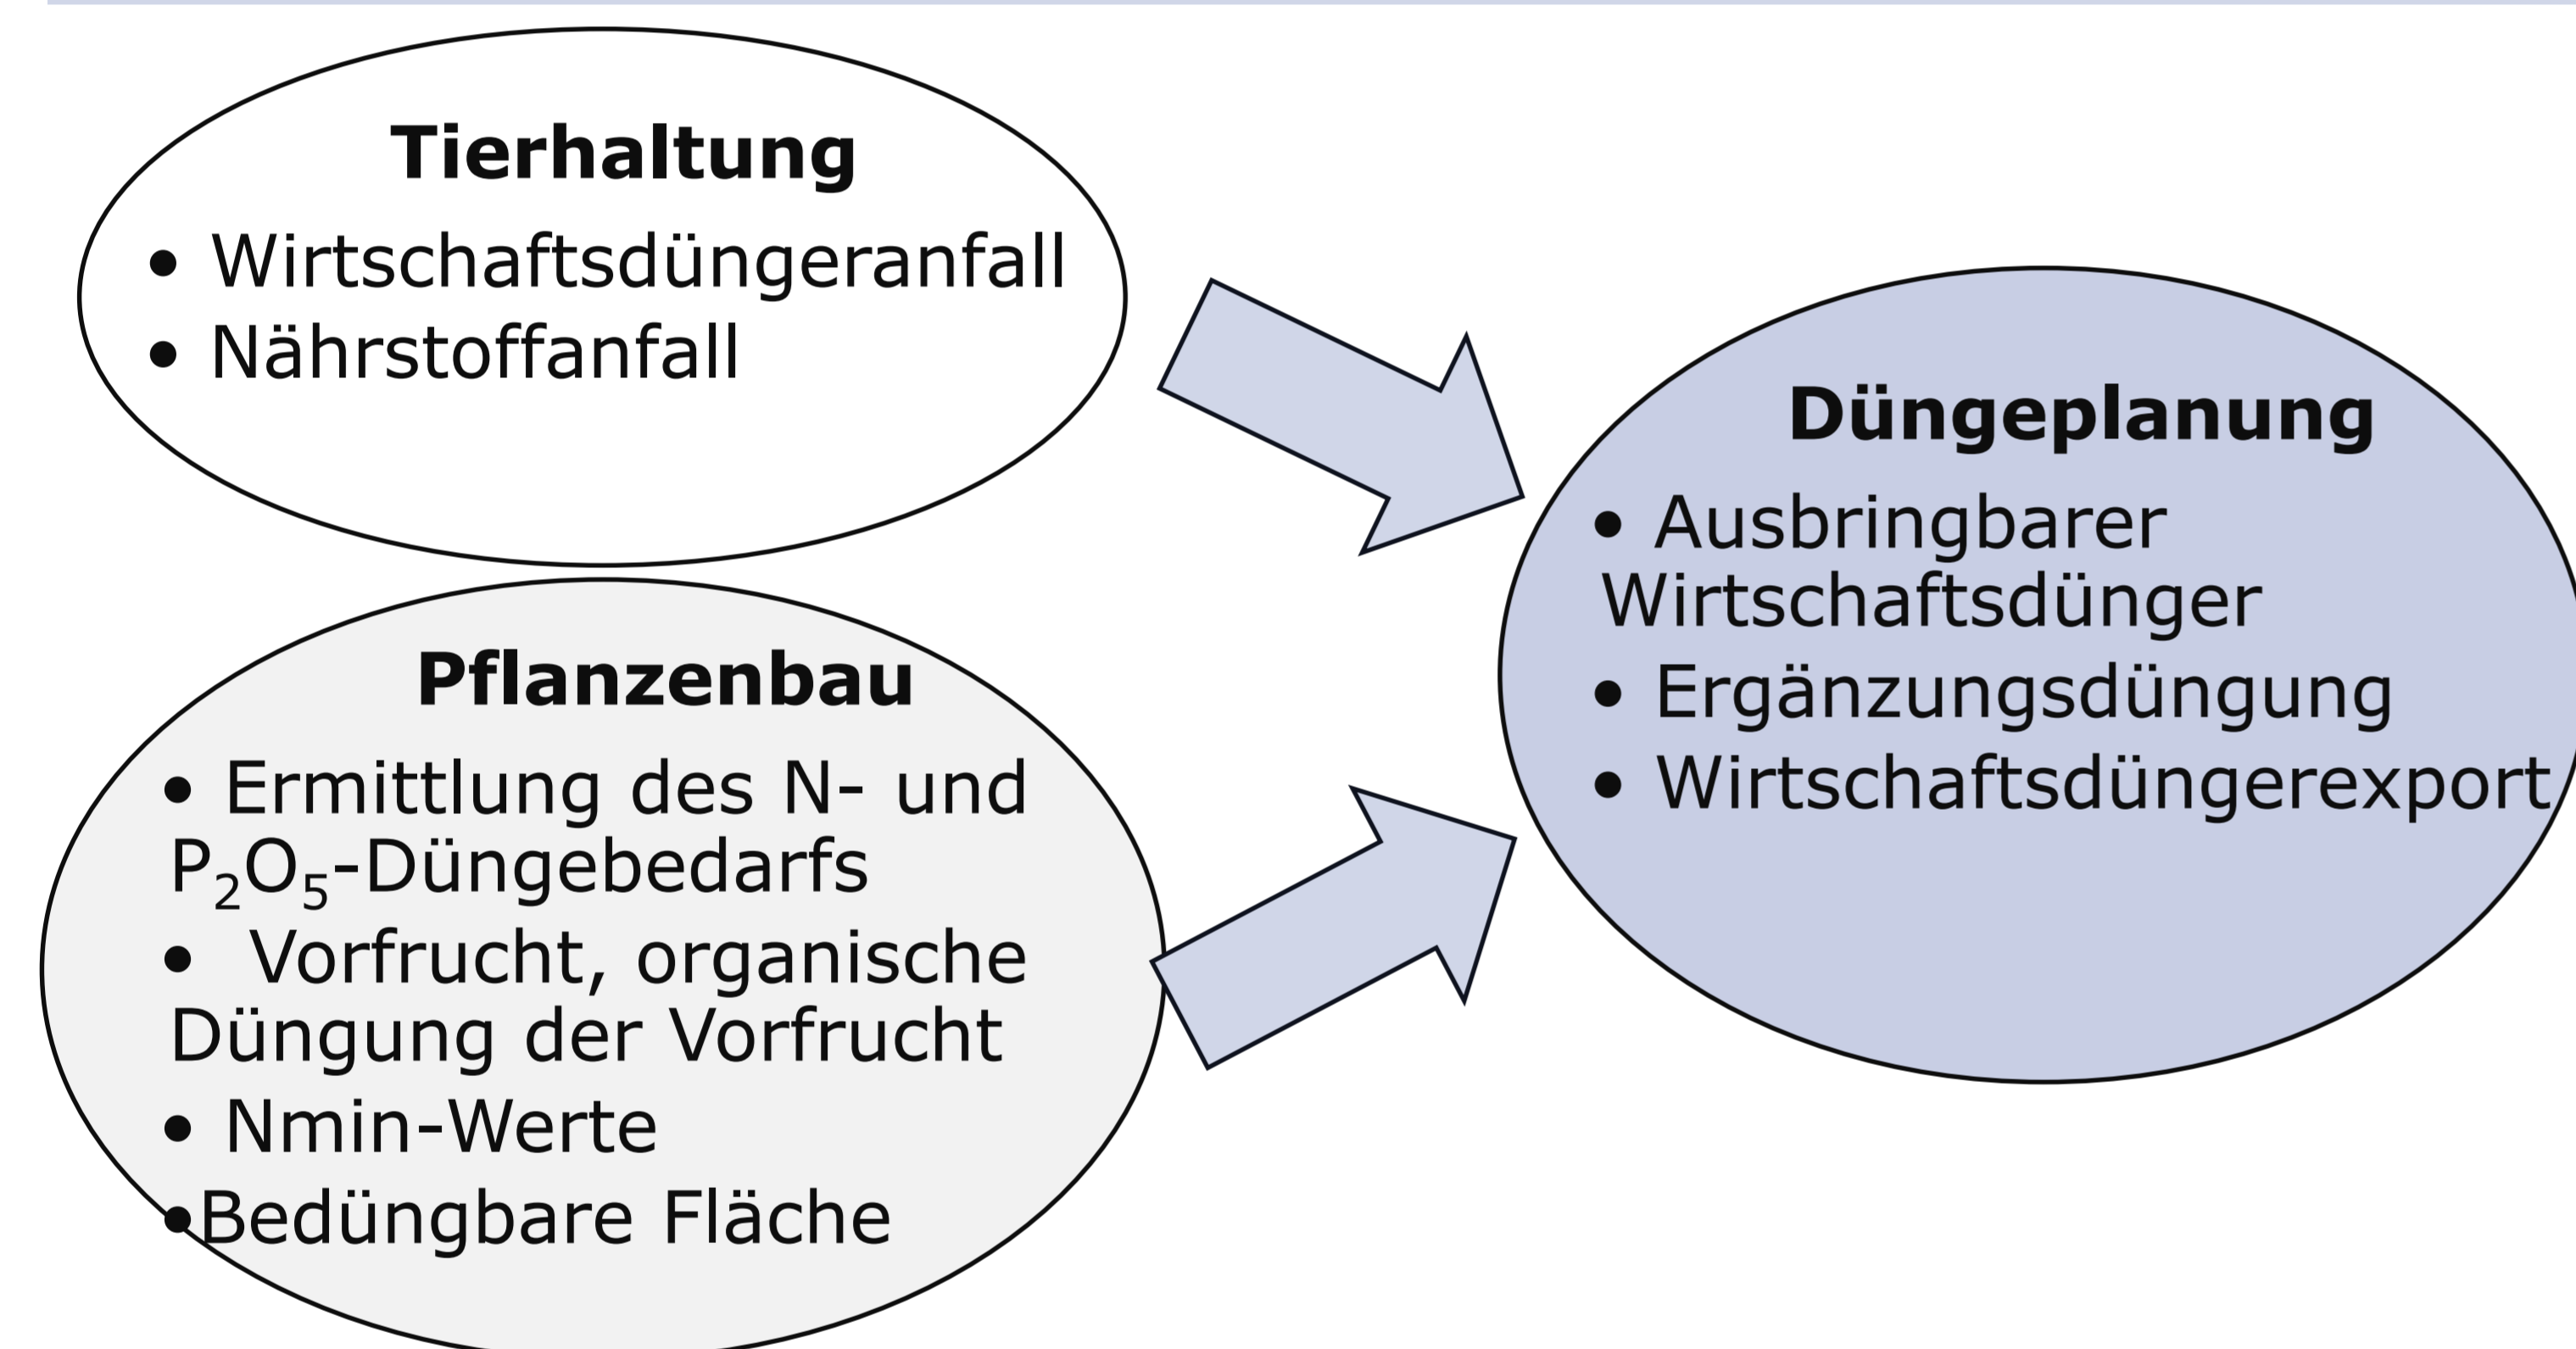 Tierhaltung
• Wirtschaftsdüngeranfall
• Nährstoffanfall
Pflanzenbau
• Ermittlung des N- und
P₂O₅-Düngebedarfs
• Vorfrucht, organische
Düngung der Vorfrucht
• Nmin-Werte
•Bedüngbare Fläche
Düngeplanung
• Ausbringbarer
Wirtschaftsdünger
• Ergänzungsdüngung
• Wirtschaftsdüngerexport